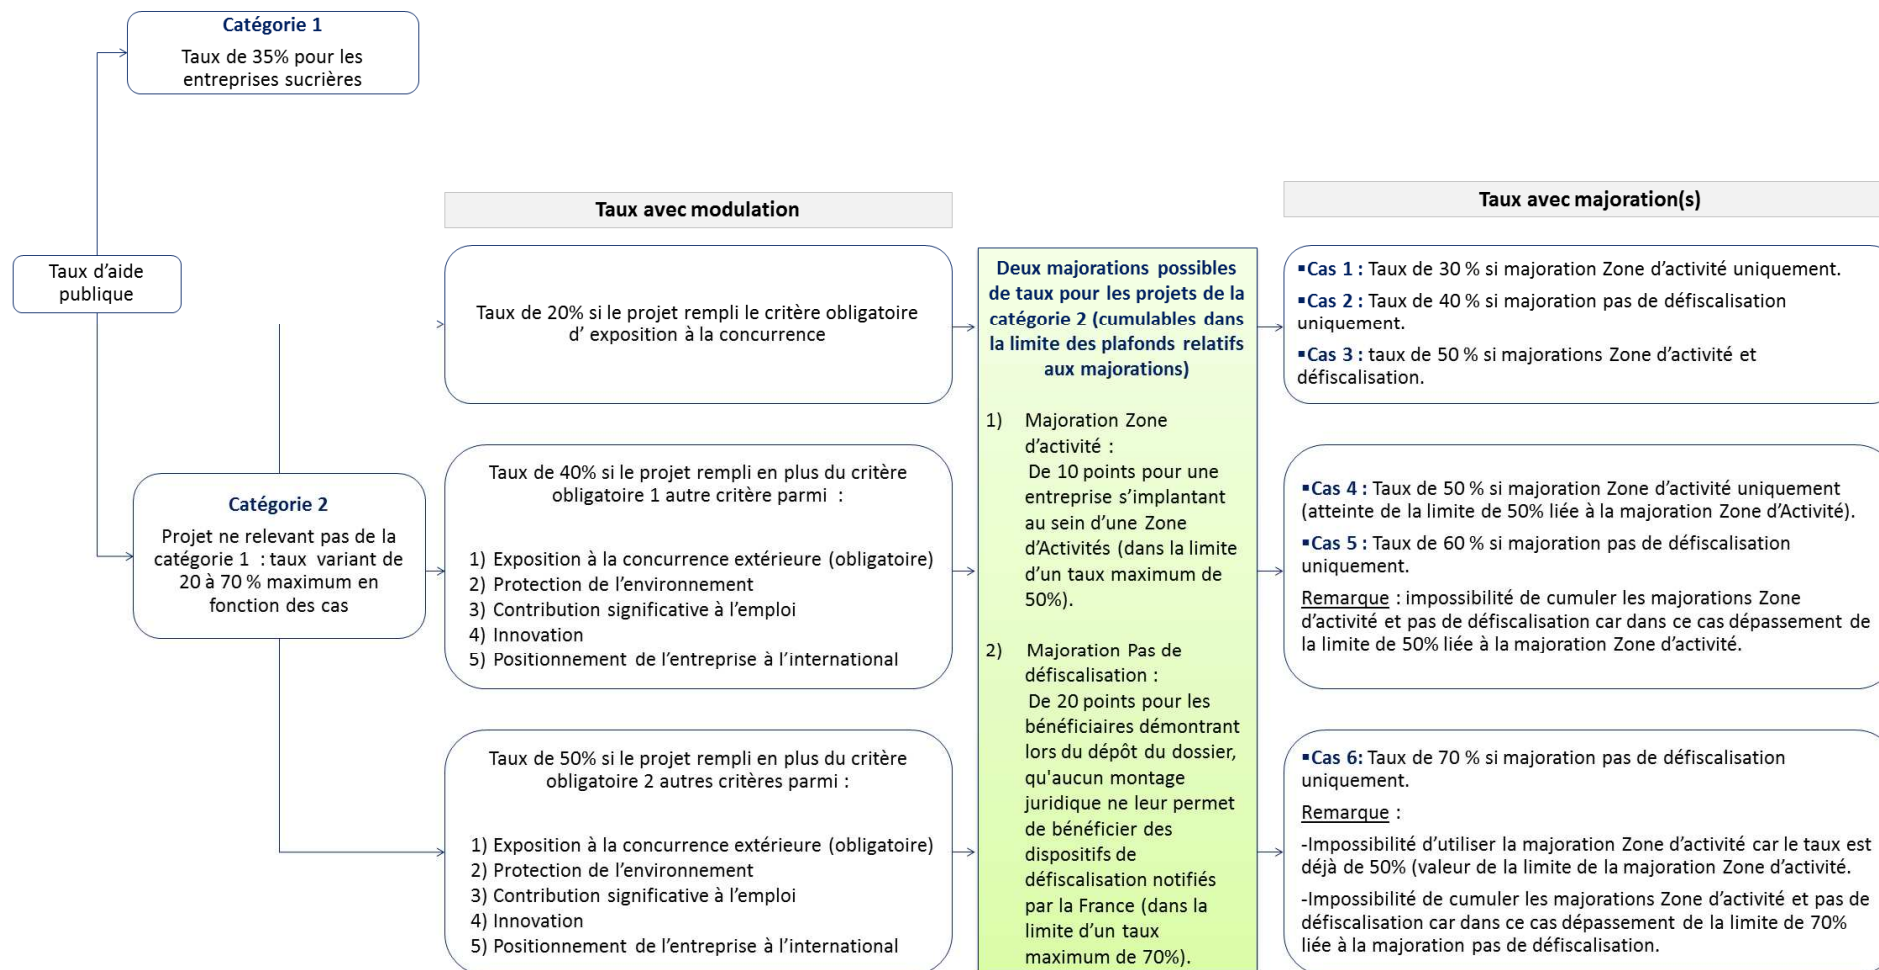 Catégorie 1
Taux de 35% pour les
entreprises sucrières
Taux d’aide
publique
Catégorie 2
Projet ne relevant pas de la
catégorie 1 : taux variant de
20 à 70 % maximum en
fonction des cas
Taux avec modulation
Taux de 20% si le projet rempli le critère obligatoire
d’ exposition à la concurrence
Taux de 40% si le projet rempli en plus du critère
obligatoire 1 autre critère parmi :
1) Exposition à la concurrence extérieure (obligatoire)
2) Protection de l’environnement
3) Contribution significative à l’emploi
4) Innovation
5) Positionnement de l’entreprise à l’international
Taux de 50% si le projet rempli en plus du critère
obligatoire 2 autres critères parmi :
1) Exposition à la concurrence extérieure (obligatoire)
2) Protection de l’environnement
3) Contribution significative à l’emploi
4) Innovation
5) Positionnement de l’entreprise à l’international
Deux majorations possibles
de taux pour les projets de la
catégorie 2 (cumulables dans
la limite des plafonds relatifs
aux majorations)
1) Majoration Zone
d’activité :
De 10 points pour une
entreprise s’implantant
au sein d’une Zone
d’Activités (dans la limite
d’un taux maximum de
50%).
2) Majoration Pas de
défiscalisation :
De 20 points pour les
bénéficiaires démontrant
lors du dépôt du dossier,
qu'aucun montage
juridique ne leur permet
de bénéficier des
dispositifs de
défiscalisation notifiés
par la France (dans la
limite d’un taux
maximum de 70%).
Taux avec majoration(s)
▪Cas 1 : Taux de 30 % si majoration Zone d’activité uniquement.
▪Cas 2 : Taux de 40 % si majoration pas de défiscalisation
uniquement.
▪Cas 3 : taux de 50 % si majorations Zone d’activité et
défiscalisation.
▪Cas 4 : Taux de 50 % si majoration Zone d’activité uniquement
(atteinte de la limite de 50% liée à la majoration Zone d’Activité).
▪Cas 5 : Taux de 60 % si majoration pas de défiscalisation
uniquement.
Remarque : impossibilité de cumuler les majorations Zone
d’activité et pas de défiscalisation car dans ce cas dépassement de
la limite de 50% liée à la majoration Zone d’activité.
▪Cas 6: Taux de 70 % si majoration pas de défiscalisation
uniquement.
Remarque :
-Impossibilité d’utiliser la majoration Zone d’activité car le taux est
déjà de 50% (valeur de la limite de la majoration Zone d’activité.
-Impossibilité de cumuler les majorations Zone d’activité et pas de
défiscalisation car dans ce cas dépassement de la limite de 70%
liée à la majoration pas de défiscalisation.